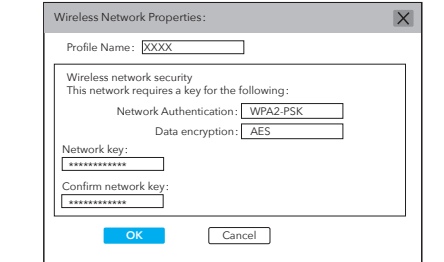 Wireless Network Properties:
Profile Name: XXXX
Wireless network security
This network requires a key for the following:
Network Authentication: WPA2-PSK
Data encryption: AES
Network key:
************
Confirm network key:
************
OK Cancel